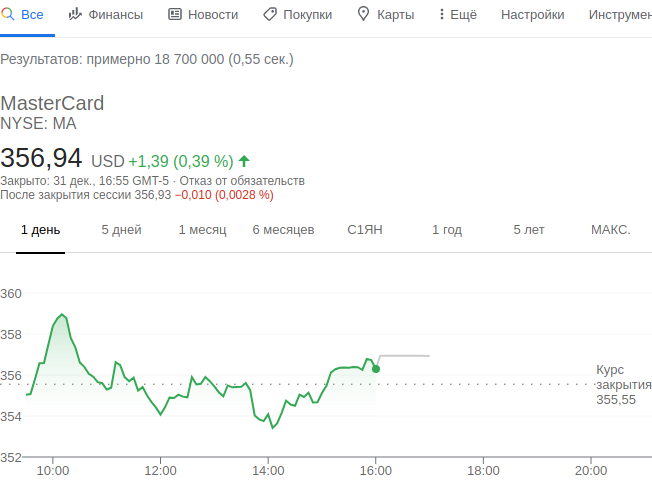 Все Финансы Новости Покупки Карты Ещё Настройки Инструмен
Результатов: примерно 18 700 000 (0,55 сек.)
MasterCard
NYSE: MA
356,94 USD +1,39 (0,39 %)
Закрыто: 31 дек., 16:55 GMT-5 · Отказ от обязательств
После закрытия сессии 356,93 −0,010 (0,0028 %)
1 день 5 дней 1 месяц 6 месяцев С1ЯН 1 год 5 лет МАКС.
360
358
356
354
352
Курс
закрытия
355,55
10:00 12:00 14:00 16:00 18:00 20:00